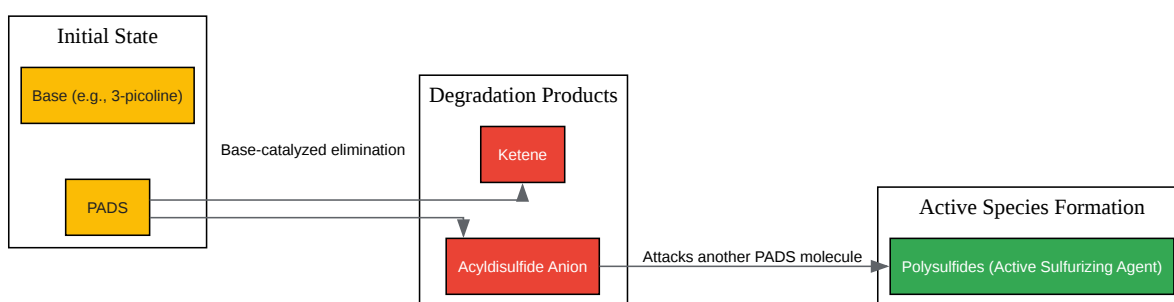 Initial State
Base (e.g., 3-picoline)
PADS
Base-catalyzed elimination
Degradation Products
Ketene
Acyldisulfide Anion
Attacks another PADS molecule
Active Species Formation
Polysulfides (Active Sulfurizing Agent)